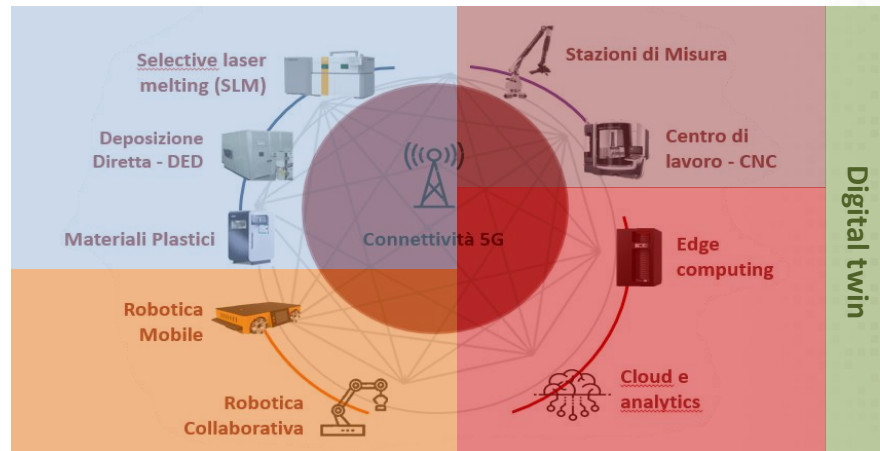 Selective laser
melting (SLM)
Deposizione
Diretta - DED
Materiali Plastici
Robotica
Mobile
Robotica
Collaborativa
Connettività 5G
Stazioni di Misura
Centro di
lavoro - CNC
Edge
computing
Cloud e
analytics
Digital twin